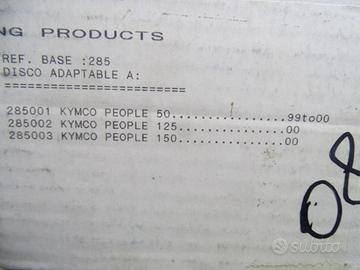 NG PRODUCTS
REF. BASE :285
DISCO ADAPTABLE A:
========================
285001 KYMCO PEOPLE 50................99to00
285002 KYMCO PEOPLE 125...............00
285003 KYMCO PEOPLE 150...............00
08
subito